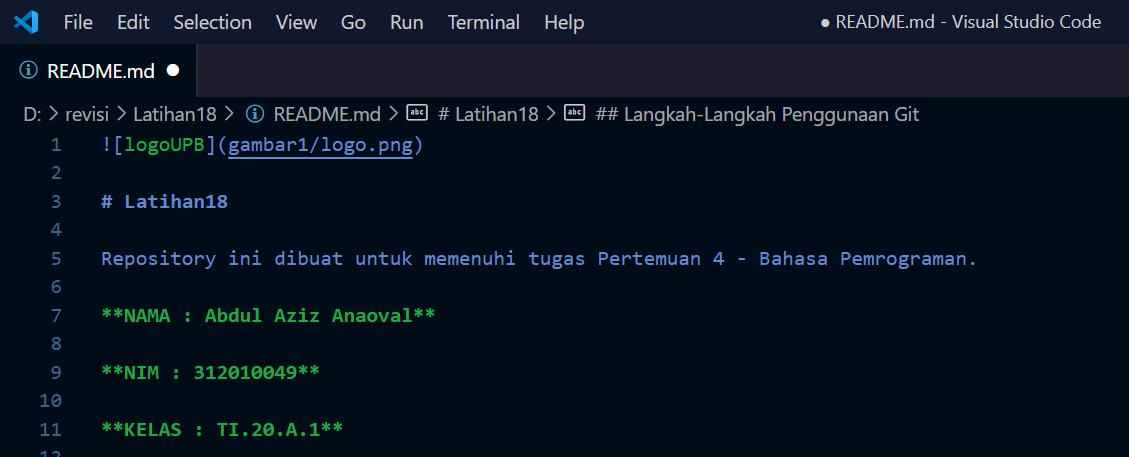 File Edit Selection View Go Run Terminal Help ● README.md - Visual Studio Code
README.md ●
D: > revisi > Latihan18 > README.md > abc # Latihan18 > abc ## Langkah-Langkah Penggunaan Git
1 ![logoUPB](gambar1/logo.png)
2
3 # Latihan18
4
5 Repository ini dibuat untuk memenuhi tugas Pertemuan 4 - Bahasa Pemrograman.
6
7 **NAMA : Abdul Aziz Anaoval**
8
9 **NIM : 312010049**
10
11 **KELAS : TI.20.A.1**
12